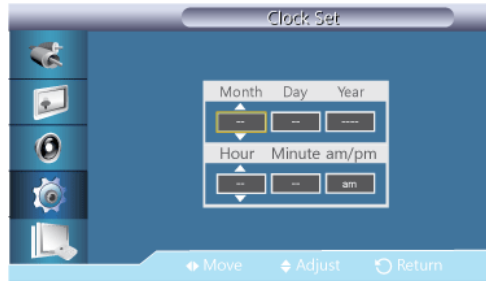 Clock Set
Month Day Year
-- -- ----
Hour Minute am/pm
-- -- am
Move Adjust Return